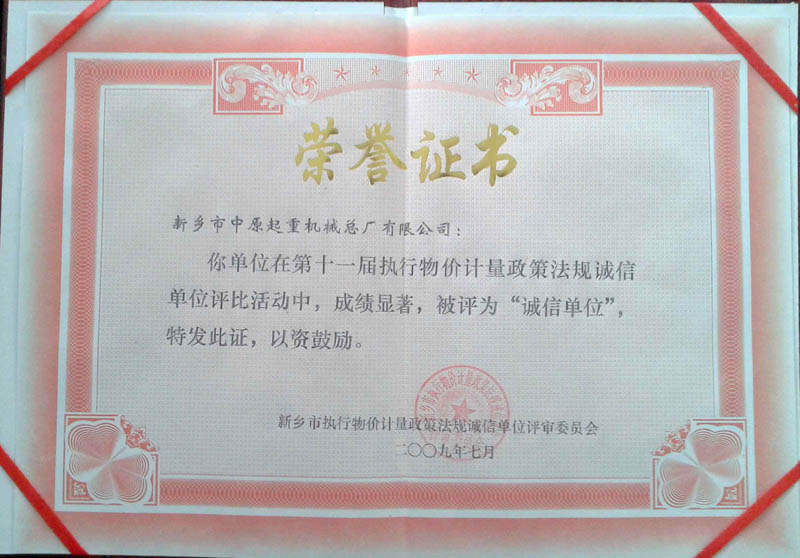 荣誉证书
新乡市中原起重机械总厂有限公司：
你单位在第十一届执行物价计量政策法规诚信
单位评比活动中，成绩显著，被评为“诚信单位”，
特发此证，以资鼓励。
新乡市执行物价计量政策法规诚信单位评审委员会
二〇〇九年七月